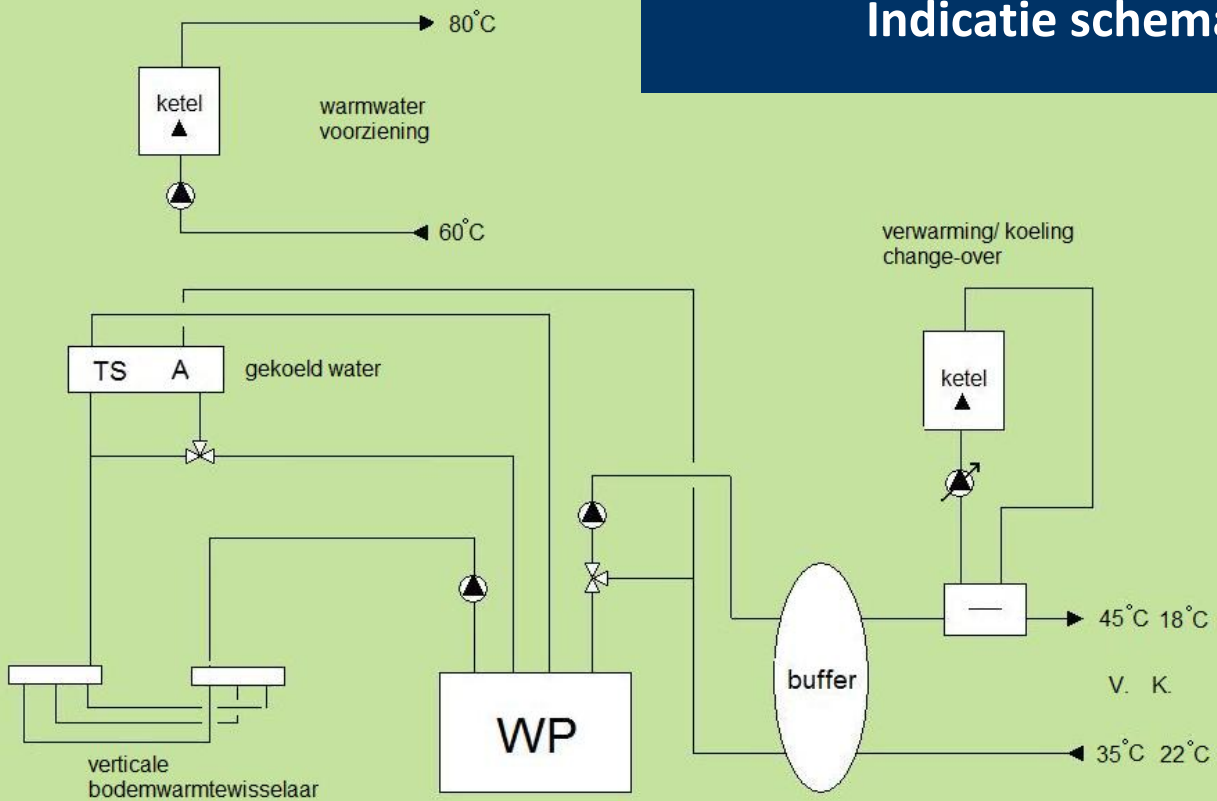 Indicatie schema
80°C
ketel
warmwater
voorziening
60°C
verwarming/ koeling
change-over
TS A
gekoeld water
ketel
45°C 18°C
buffer
V. K.
WP
35°C 22°C
verticale
bodemwarmtewisselaar